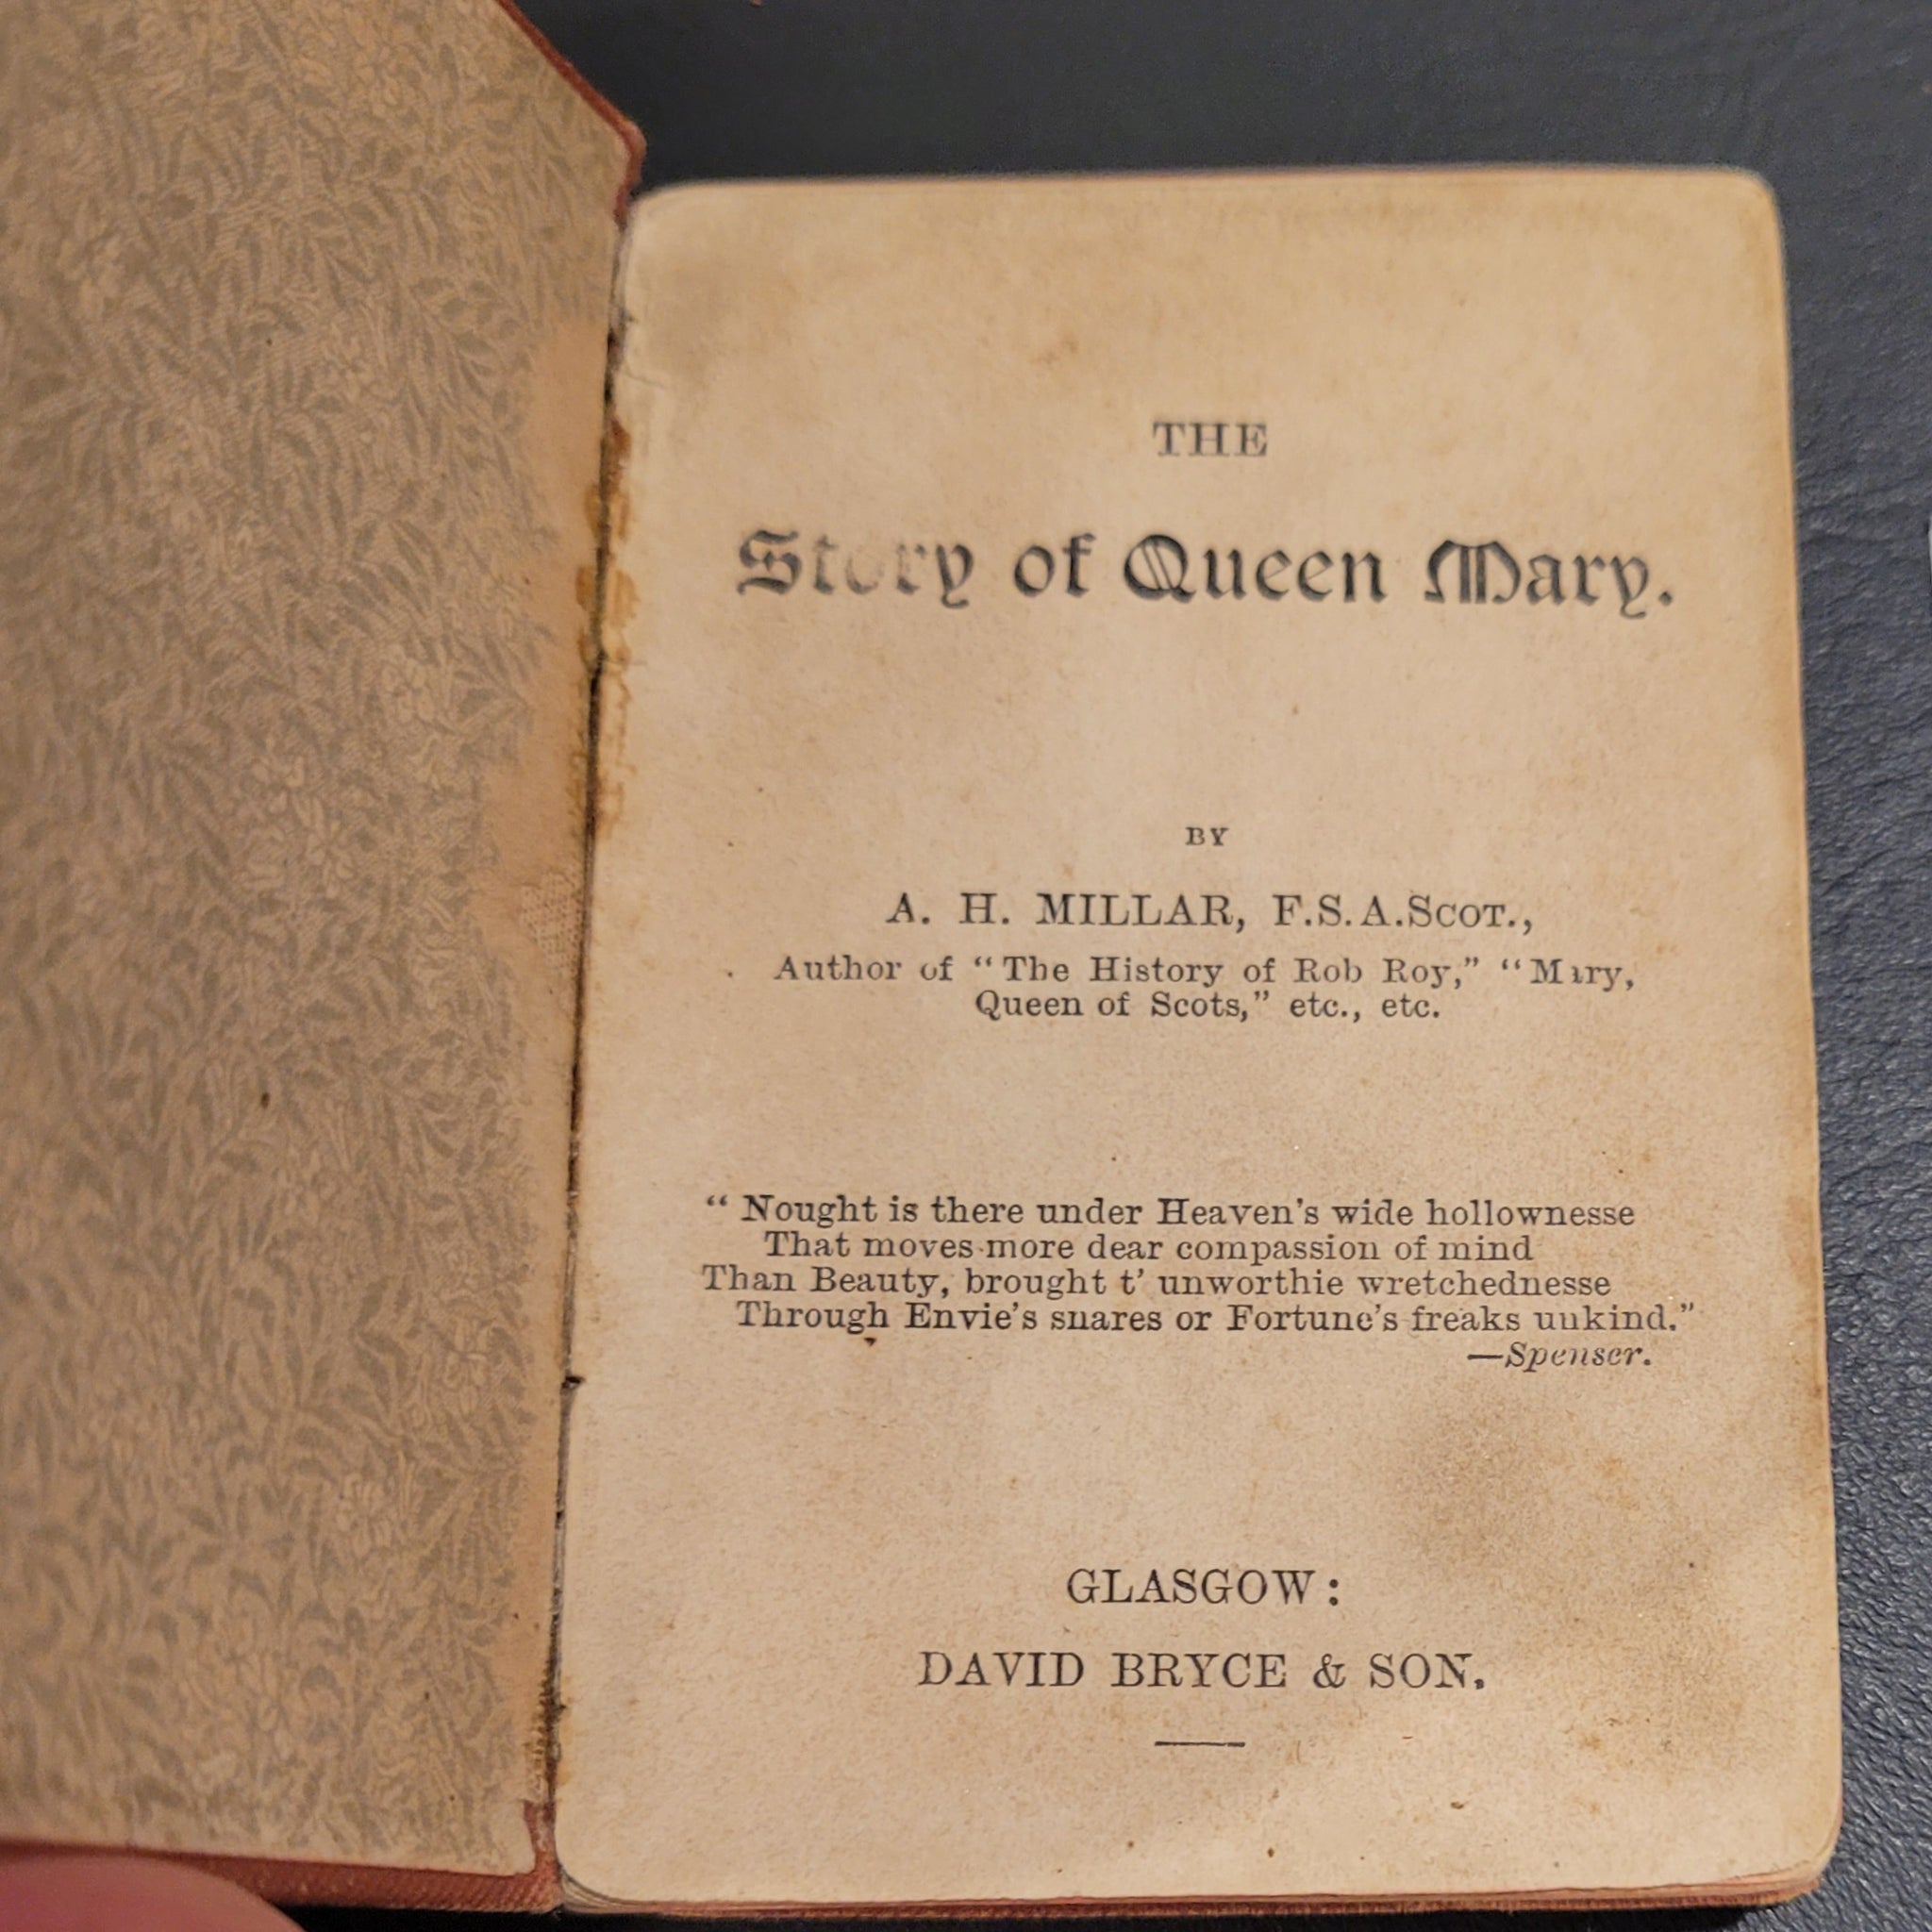 THE
Story of Queen Mary.
BY
A. H. MILLAR, F.S.A.SCOT.,
Author of "The History of Rob Roy," "Mary,
Queen of Scots," etc., etc.
"Nought is there under Heaven's wide hollownesse
That moves more dear compassion of mind
Than Beauty, brought t' unworthie wretchednesse
Through Envie's snares or Fortune's freaks unkind."
—Spenser.
GLASGOW:
DAVID BRYCE & SON.